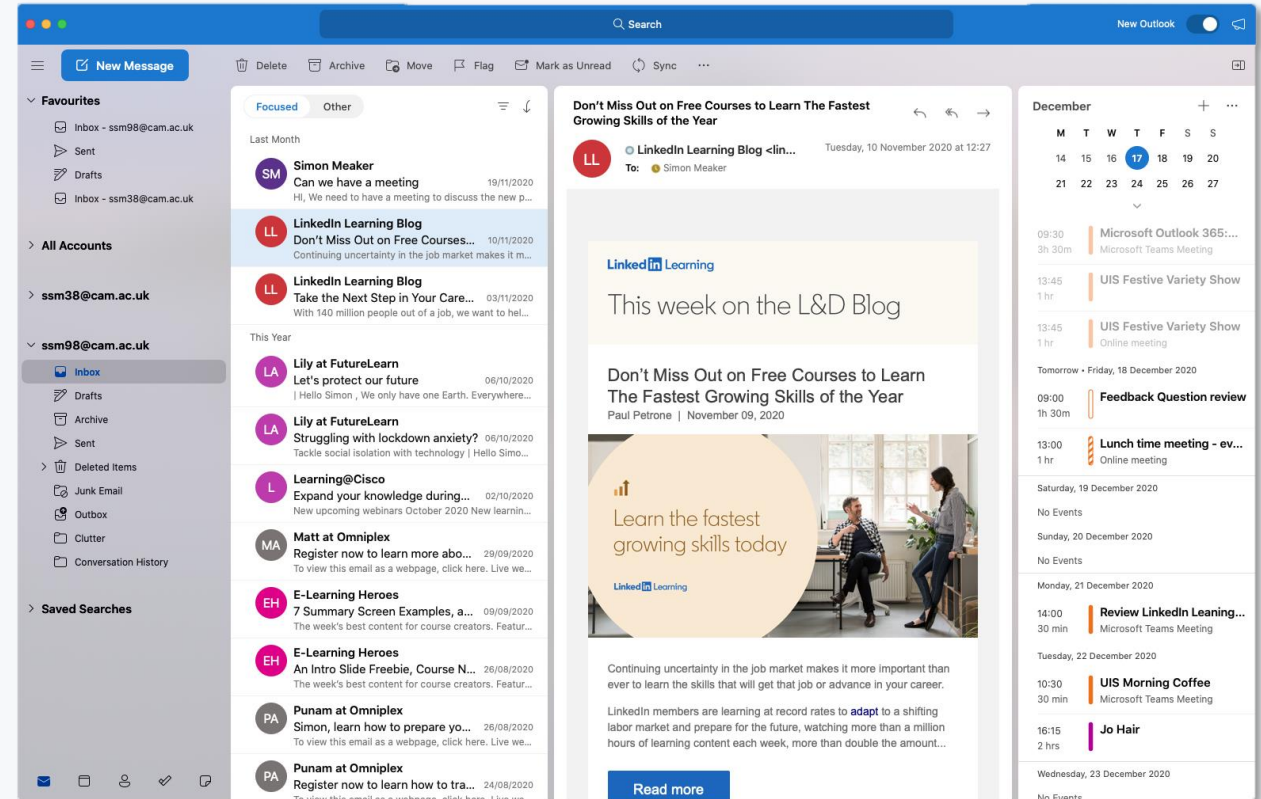 Search
New Outlook
New Message
Delete
Archive
Move
Flag
Mark as Unread
Sync
Favourites
Inbox - ssm98@cam.ac.uk
Sent
Drafts
Inbox - ssm38@cam.ac.uk
All Accounts
ssm38@cam.ac.uk
ssm98@cam.ac.uk
Inbox
Drafts
Archive
Sent
Deleted Items
Junk Email
Outbox
Clutter
Conversation History
Saved Searches
Focused Other
Last Month
SM
Simon Meaker
Can we have a meeting 19/11/2020
HI, We need to have a meeting to discuss the new p...
LL
LinkedIn Learning Blog
Don't Miss Out on Free Courses... 10/11/2020
Continuing uncertainty in the job market makes it m...
LL
LinkedIn Learning Blog
Take the Next Step in Your Care... 03/11/2020
With 140 million people out of a job, we want to hel...
This Year
LA
Lily at FutureLearn
Let's protect our future 06/10/2020
| Hello Simon , We only have one Earth. Everywhere...
LA
Lily at FutureLearn
Struggling with lockdown anxiety? 06/10/2020
Tackle social isolation with technology | Hello Simo...
L
Learning@Cisco
Expand your knowledge during... 02/10/2020
New upcoming webinars October 2020 New learnin...
MA
Matt at Omniplex
Register now to learn more abo... 29/09/2020
To view this email as a webpage, click here. Live we...
EH
E-Learning Heroes
7 Summary Screen Examples, a... 09/09/2020
The week's best content for course creators. Featur...
EH
E-Learning Heroes
An Intro Slide Freebie, Course N... 26/08/2020
The week's best content for course creators. Featur...
PA
Punam at Omniplex
Simon, learn how to prepare yo... 26/08/2020
To view this email as a webpage, click here. Live we...
PA
Punam at Omniplex
Register now to learn how to tra... 24/08/2020
To view this email as a webpage, click here. Live we...
Don't Miss Out on Free Courses to Learn The Fastest
Growing Skills of the Year
LL
LinkedIn Learning Blog <lin... Tuesday, 10 November 2020 at 12:27
To: Simon Meaker
Linked in Learning
This week on the L&D Blog
Don't Miss Out on Free Courses to Learn
The Fastest Growing Skills of the Year
Paul Petrone | November 09, 2020
Learn the fastest
growing skills today
Linked in Learning
Continuing uncertainty in the job market makes it more important than
ever to learn the skills that will get that job or advance in your career.
LinkedIn members are learning at record rates to adapt to a shifting
labor market and prepare for the future, watching more than a million
hours of learning content each week, more than double the amount...
Read more
December
M T W T F S S
14 15 16 17 18 19 20
21 22 23 24 25 26 27
09:30 Microsoft Outlook 365:...
3h 30m Microsoft Teams Meeting
13:45 UIS Festive Variety Show
1 hr
13:45 UIS Festive Variety Show
1 hr Online meeting
Tomorrow • Friday, 18 December 2020
09:00 Feedback Question review
1h 30m
13:00 Lunch time meeting - ev...
1 hr Online meeting
Saturday, 19 December 2020
No Events
Sunday, 20 December 2020
No Events
Monday, 21 December 2020
14:00 Review LinkedIn Leaning...
30 min Microsoft Teams Meeting
Tuesday, 22 December 2020
10:30 UIS Morning Coffee
30 min Microsoft Teams Meeting
16:15 Jo Hair
2 hrs
Wednesday, 23 December 2020
No Events